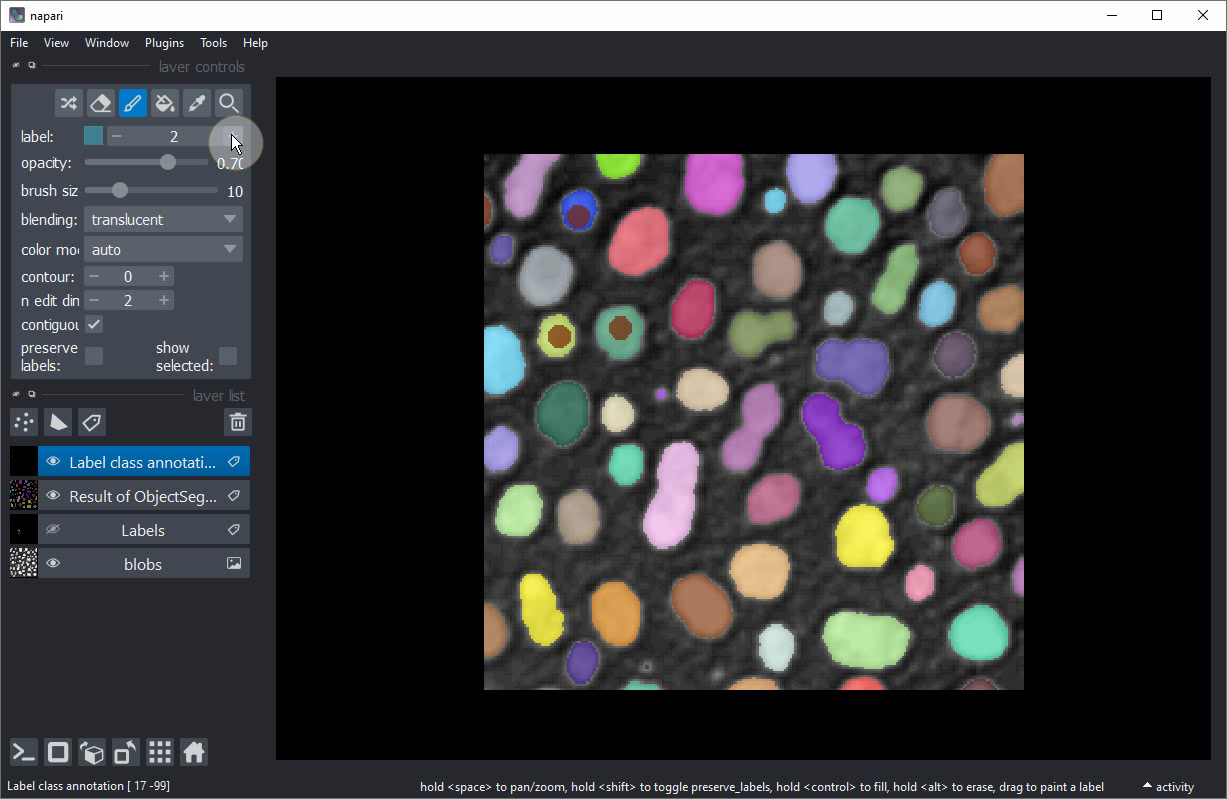 napari
File View Window Plugins Tools Help
layer controls
label: 2
opacity: 0.70
brush siz 10
blending: translucent
color mo auto
contour: 0
n edit din 2
contiguou
preserve labels: show selected:
layer list
Label class annotati...
Result of ObjectSeg...
Labels
blobs
Label class annotation [ 17 -99] hold <space> to pan/zoom, hold <shift> to toggle preserve_labels, hold <control> to fill, hold <alt> to erase, drag to paint a label activity